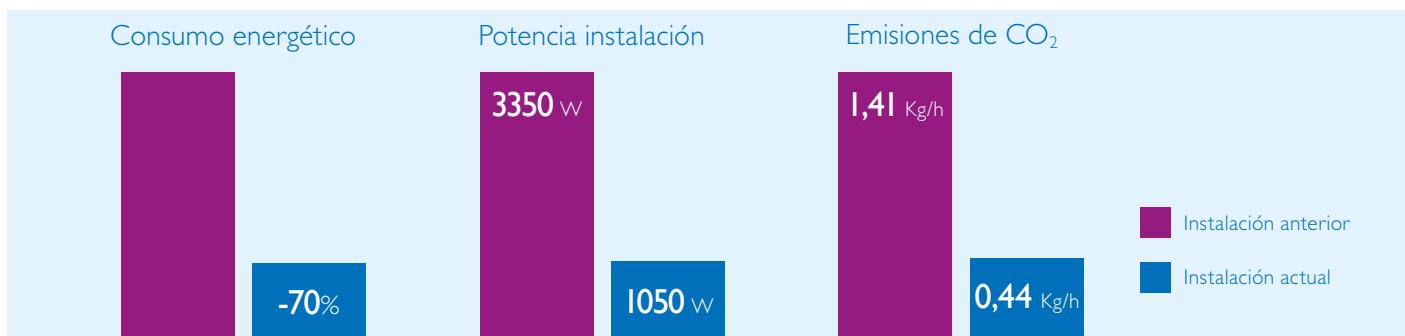 Consumo energético
Potencia instalación
Emisiones de CO₂
3350 W
1,41 Kg/h
-70%
1050 W
0,44 Kg/h
Instalación anterior
Instalación actual